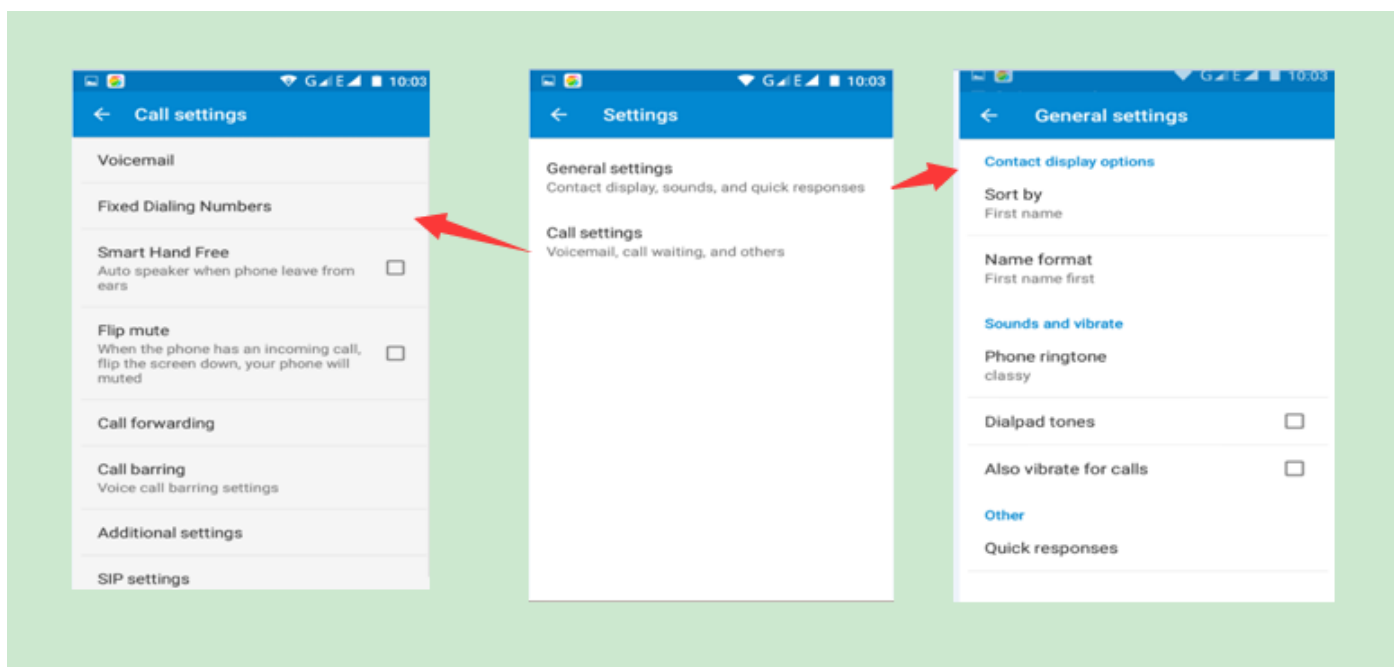 G E 10:03
Call settings
Voicemail
Fixed Dialing Numbers
Smart Hand Free
Auto speaker when phone leave from
ears
Flip mute
When the phone has an incoming call,
flip the screen down, your phone will
muted
Call forwarding
Call barring
Voice call barring settings
Additional settings
SIP settings
G E 10:03
Settings
General settings
Contact display, sounds, and quick responses
Call settings
Voicemail, call waiting, and others
G E 10:03
General settings
Contact display options
Sort by
First name
Name format
First name first
Sounds and vibrate
Phone ringtone
classy
Dialpad tones
Also vibrate for calls
Other
Quick responses